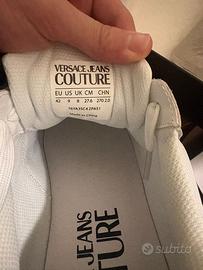 VERSACE JEANS
COUTURE
EU US UK CM CHN
42 9 8 27.6 270 2.0
Made in China
JEANS
COUTURE
subito